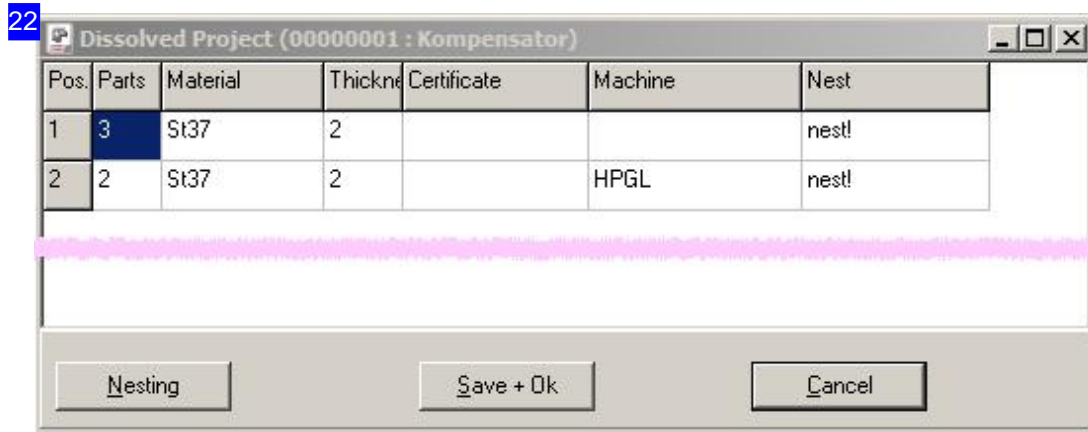 22
Dissolved Project (00000001 : Kompensator)
Pos. Parts Material Thickne Certificate Machine Nest
1 3 St37 2 nest!
2 2 St37 2 HPGL nest!
Nesting Save + Ok Cancel